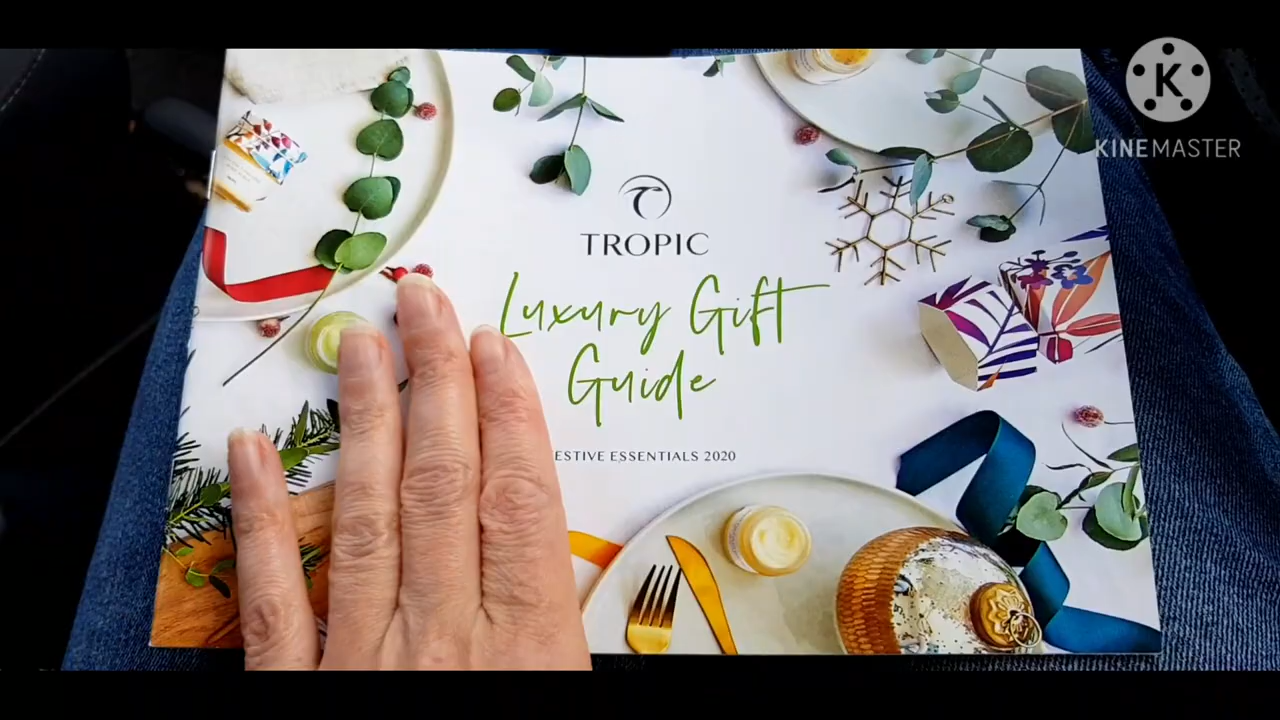 TROPIC
Luxury Gift
Guide
ESTIVE ESSENTIALS 2020
K
KINEMASTER